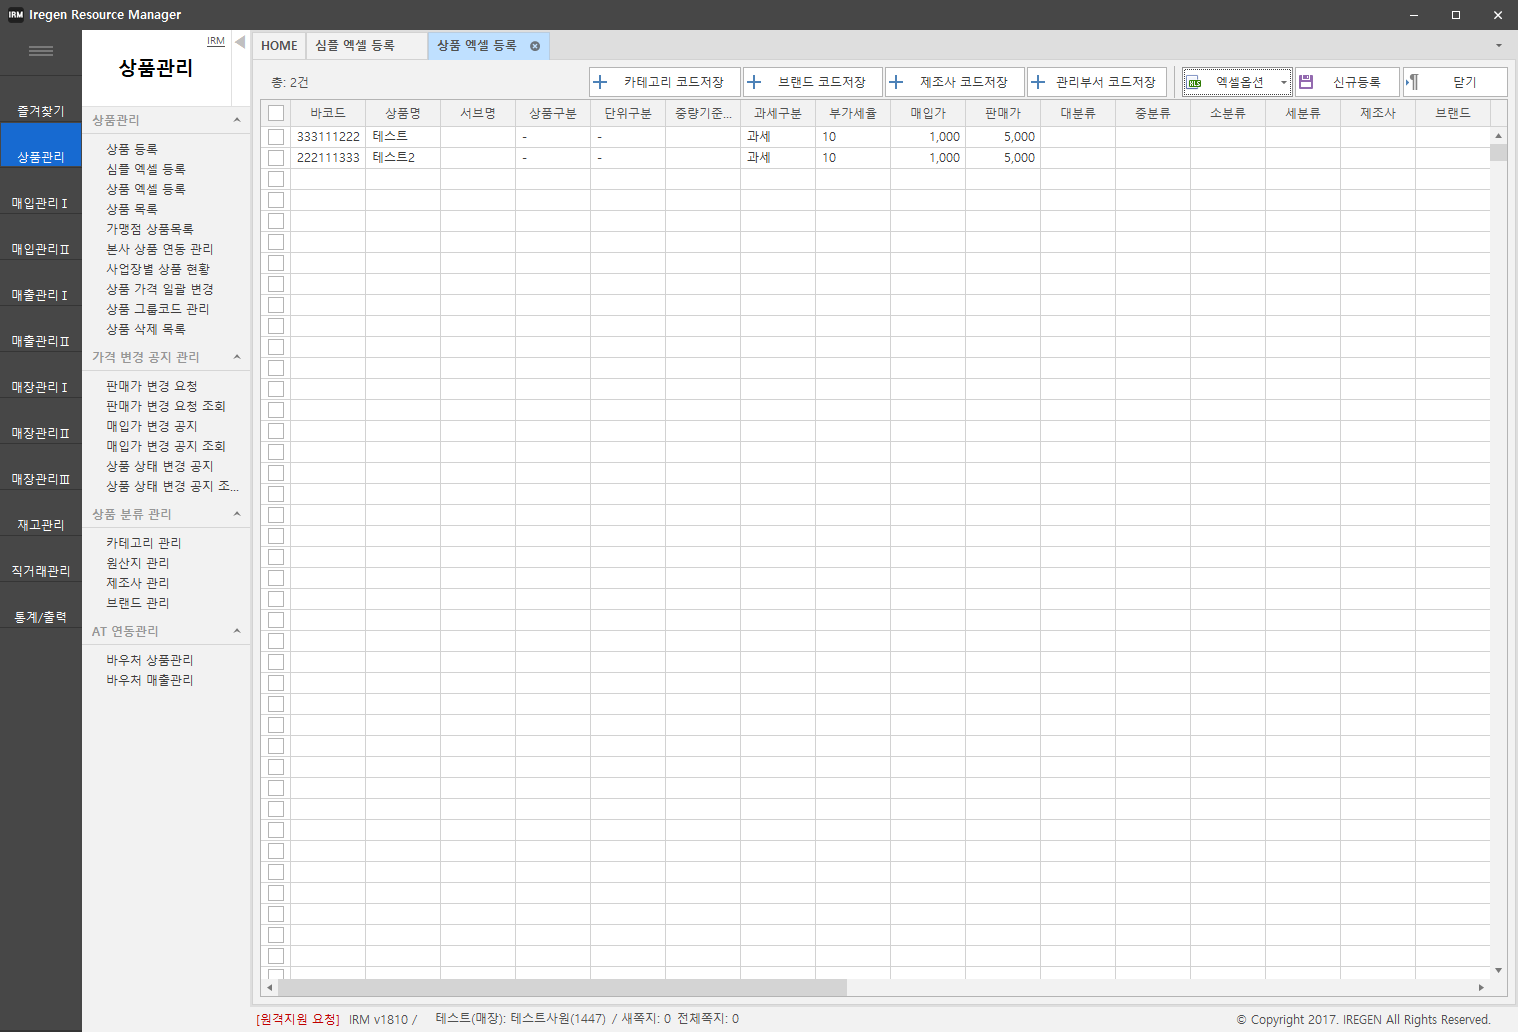 IRM Iregen Resource Manager
즐겨찾기
상품관리
매입관리 I
매입관리 II
매출관리 I
매출관리 II
매장관리 I
매장관리 II
매장관리 III
재고관리
직거래관리
통계/출력
IRM
상품관리
상품관리
상품 등록
심플 엑셀 등록
상품 엑셀 등록
상품 목록
가맹점 상품목록
본사 상품 연동 관리
사업장별 상품 현황
상품 가격 일괄 변경
상품 그룹코드 관리
상품 삭제 목록
가격 변경 공지 관리
판매가 변경 요청
판매가 변경 요청 조회
매입가 변경 공지
매입가 변경 공지 조회
상품 상태 변경 공지
상품 상태 변경 공지 조...
상품 분류 관리
카테고리 관리
원산지 관리
제조사 관리
브랜드 관리
AT 연동관리
바우처 상품관리
바우처 매출관리
HOME 심플 엑셀 등록 상품 엑셀 등록
총: 2건 카테고리 코드저장 브랜드 코드저장 제조사 코드저장 관리부서 코드저장 XLS 엑셀옵션 신규등록 닫기
바코드 상품명 서브명 상품구분 단위구분 중량기준... 과세구분 부가세율 매입가 판매가 대분류 중분류 소분류 세분류 제조사 브랜드
333111222 테스트 - - 과세 10 1,000 5,000
222111333 테스트2 - - 과세 10 1,000 5,000
[원격지원 요청] IRM v1810 / 테스트(매장): 테스트사원(1447) / 새쪽지: 0 전체쪽지: 0
© Copyright 2017. IREGEN All Rights Reserved.